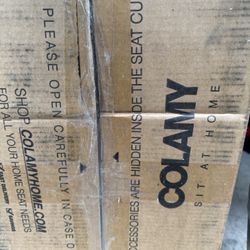 COLAMY
SIT AT HOME
ACCESSORIES ARE HIDDEN INSIDE THE SEAT CU
PLEASE OPEN CAREFULLY IN CASE O
SHOP COLAMYHOME.COM
FOR ALL YOUR HOME SEAT NEEDS